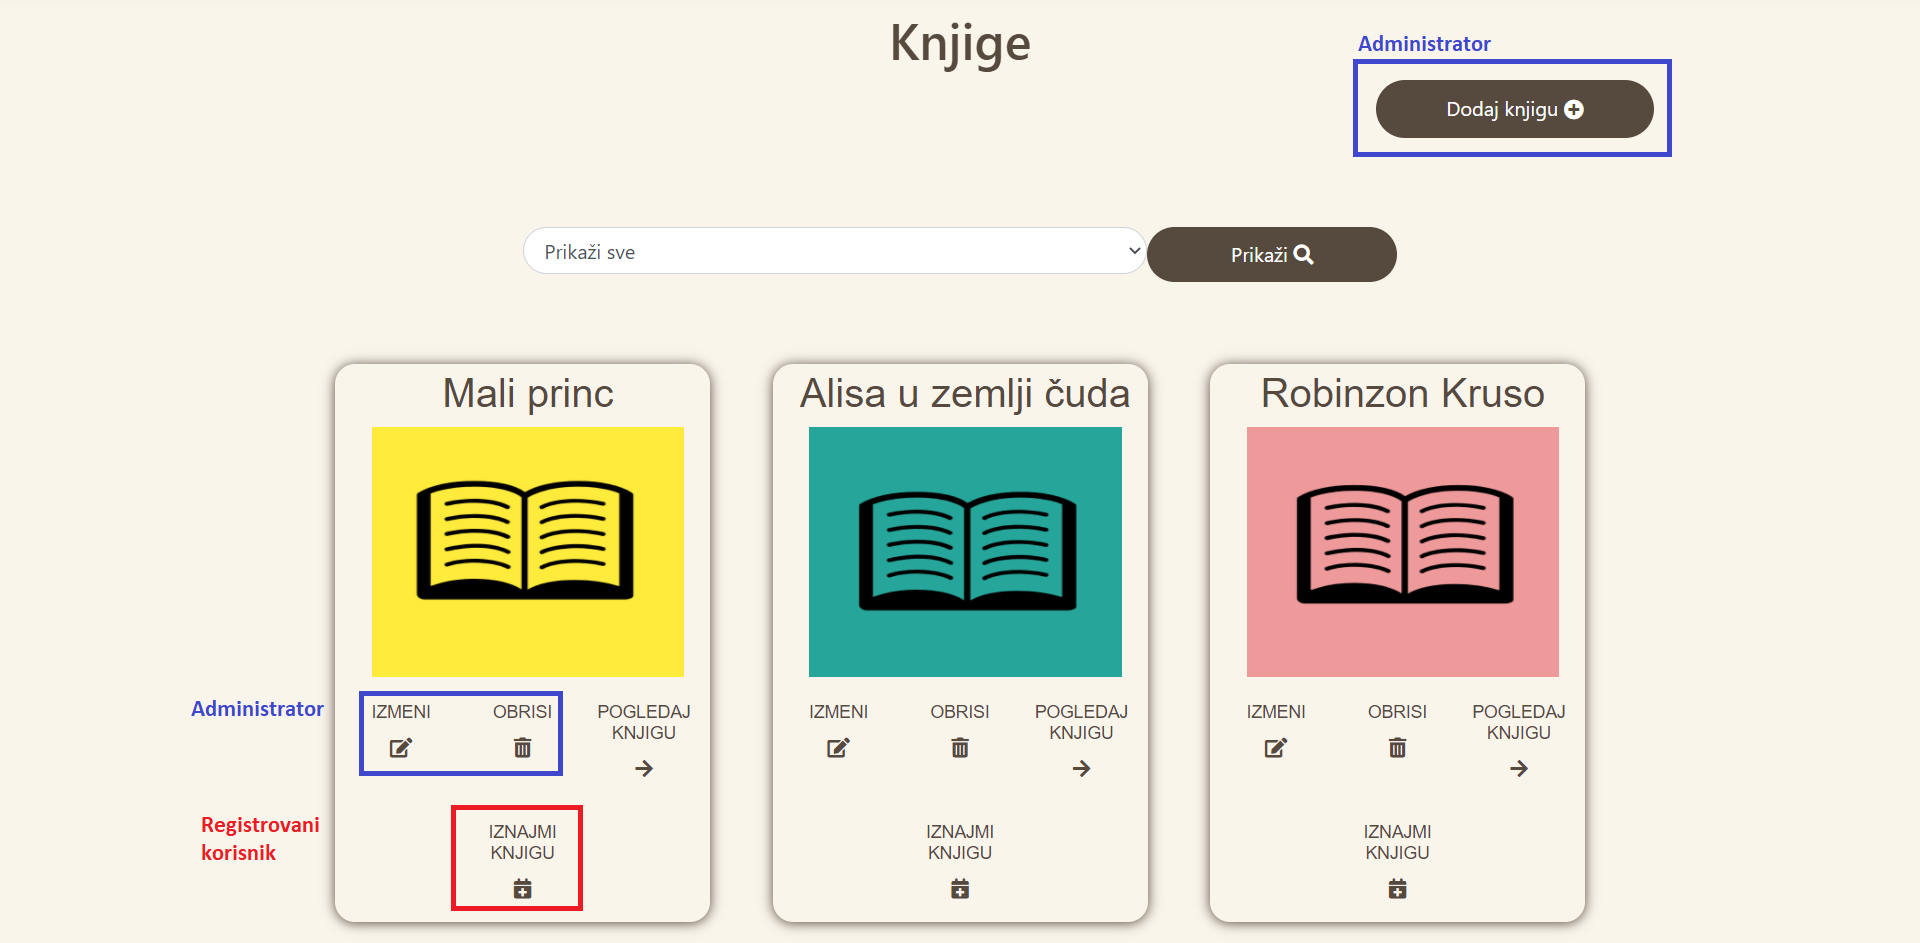 Knjige
Administrator
Dodaj knjigu
Prikaži sve
Prikaži
Mali princ
Alisa u zemlji čuda
Robinzon Kruso
Administrator
IZMENI
OBRISI
POGLEDAJ
KNJIGU
IZMENI
OBRISI
POGLEDAJ
KNJIGU
IZMENI
OBRISI
POGLEDAJ
KNJIGU
Registrovani
korisnik
IZNAJMI
KNJIGU
IZNAJMI
KNJIGU
IZNAJMI
KNJIGU